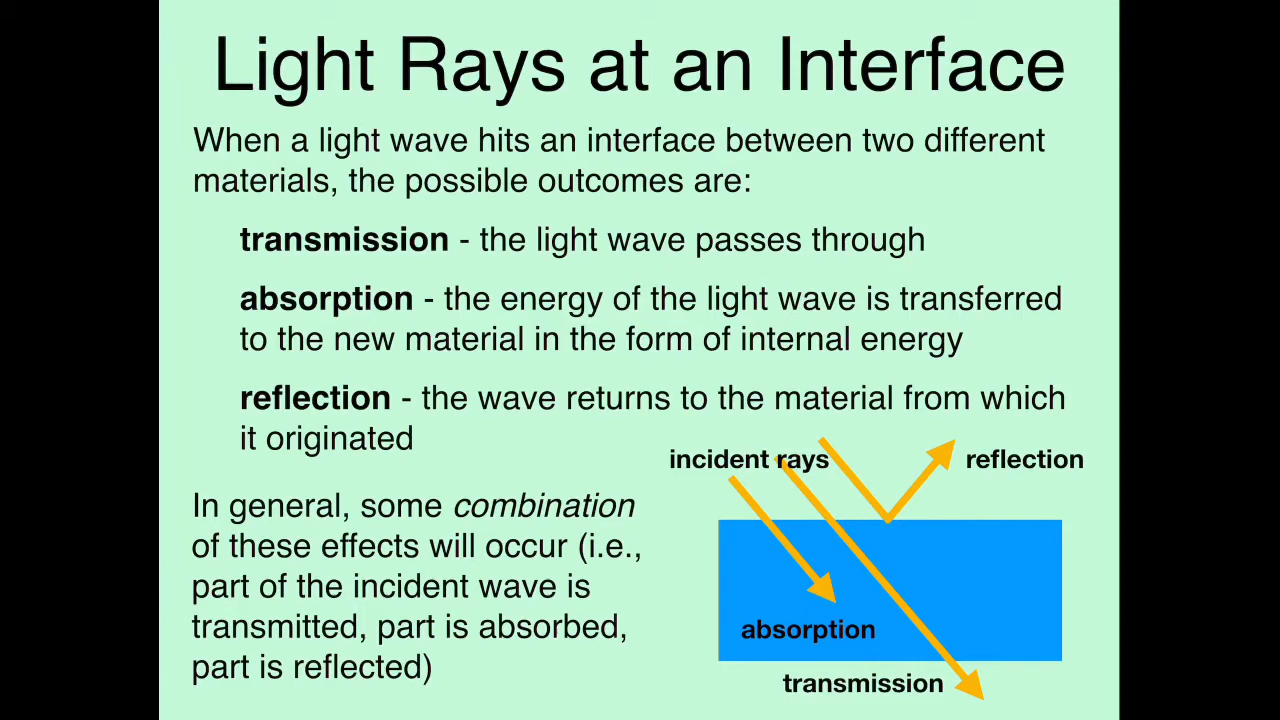 Light Rays at an Interface
When a light wave hits an interface between two different
materials, the possible outcomes are:
transmission - the light wave passes through
absorption - the energy of the light wave is transferred
to the new material in the form of internal energy
reflection - the wave returns to the material from which
it originated
incident rays
reflection
In general, some combination
of these effects will occur (i.e.,
part of the incident wave is
transmitted, part is absorbed,
part is reflected)
absorption
transmission